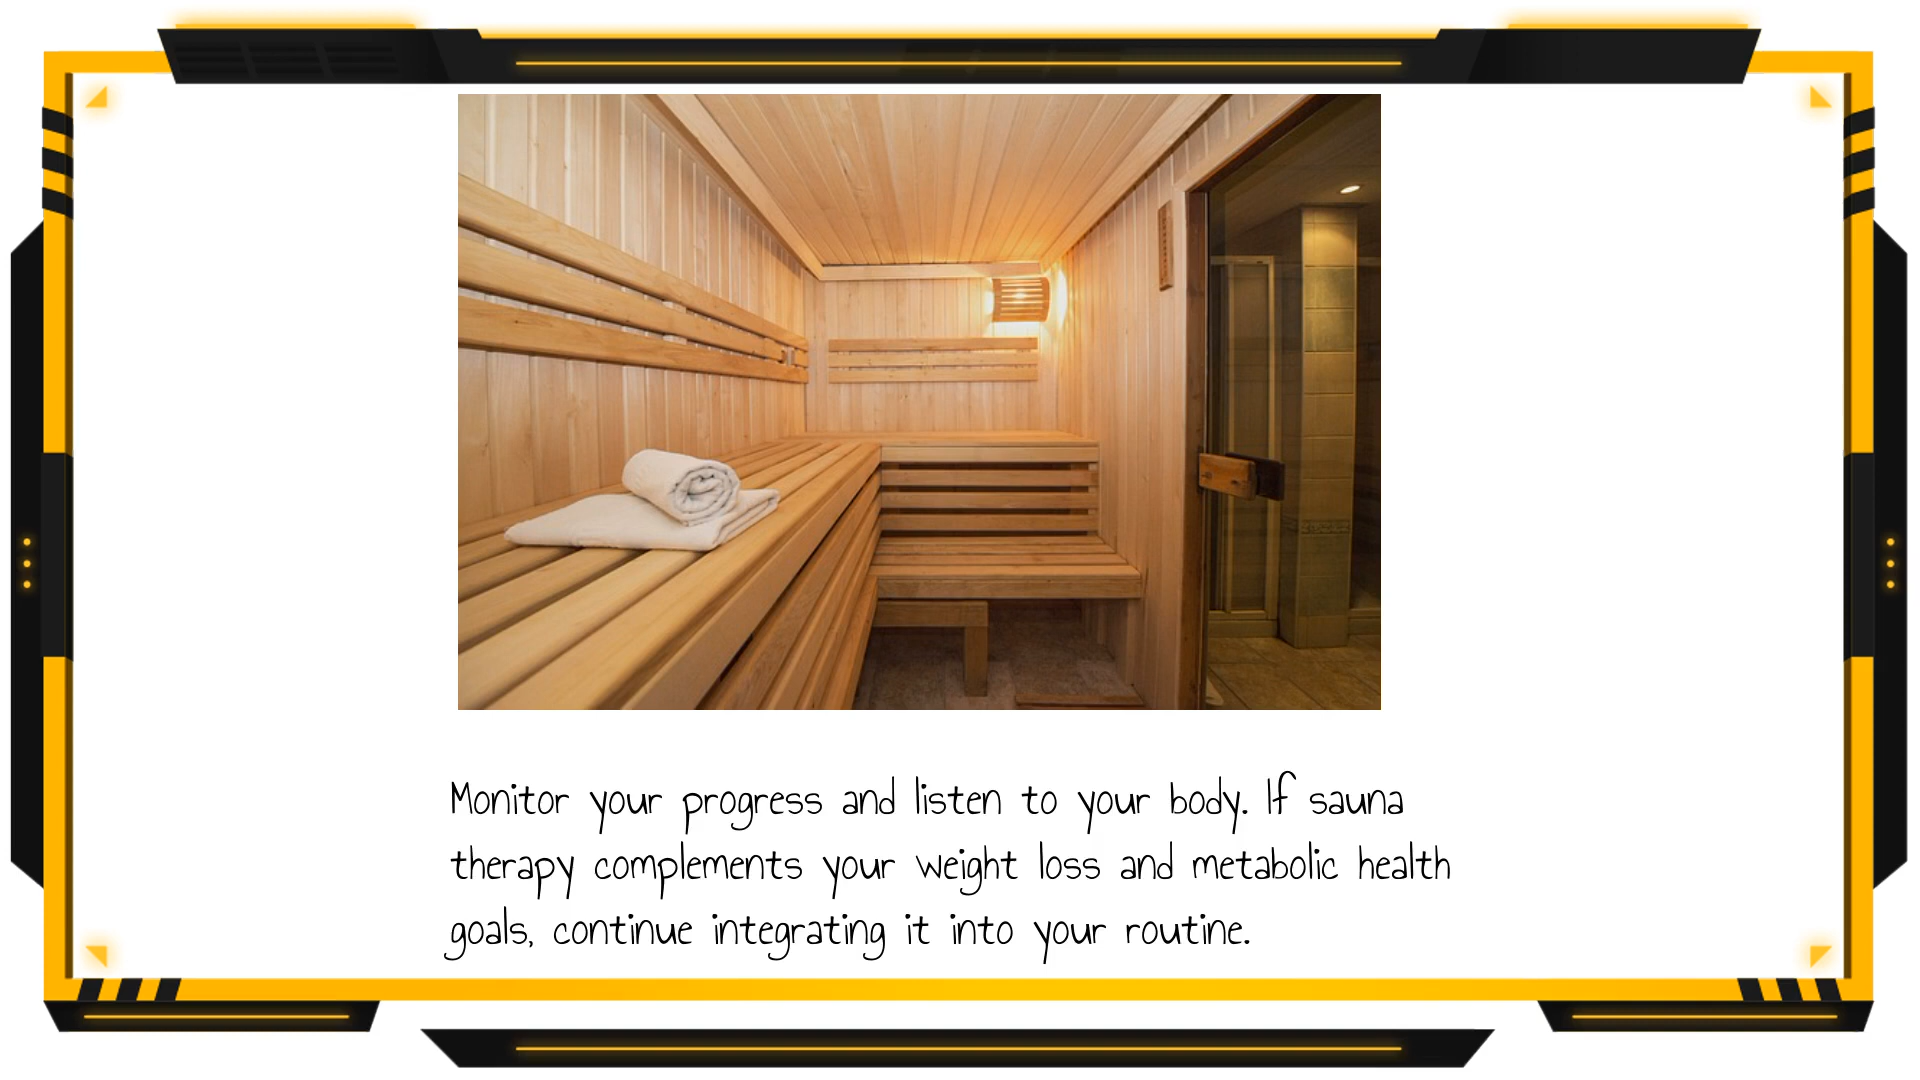 Monitor your progress and listen to your body. If sauna
therapy complements your weight loss and metabolic health
goals, continue integrating it into your routine.